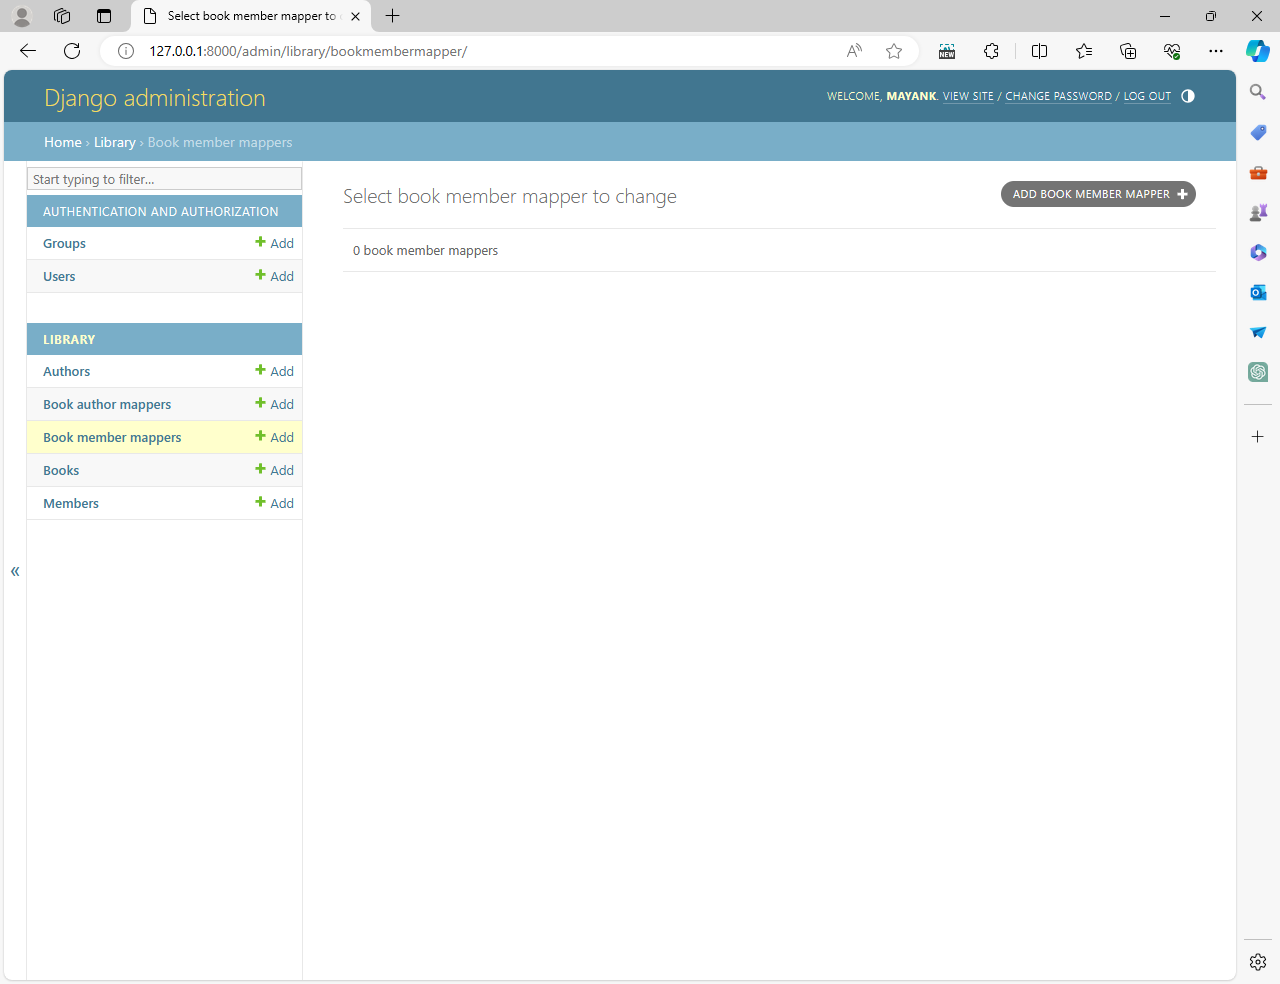 Select book member mapper to
127.0.0.1:8000/admin/library/bookmembermapper/
NEW
Django administration
WELCOME, MAYANK. VIEW SITE / CHANGE PASSWORD / LOG OUT
Home › Library › Book member mappers
Start typing to filter...
AUTHENTICATION AND AUTHORIZATION
Groups Add
Users Add
LIBRARY
Authors Add
Book author mappers Add
Book member mappers Add
Books Add
Members Add
«
Select book member mapper to change
ADD BOOK MEMBER MAPPER
0 book member mappers